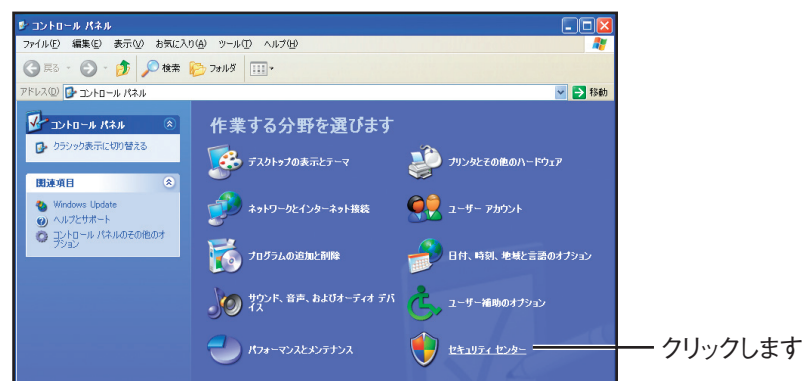 コントロール パネル
ファイル(F) 編集(E) 表示(V) お気に入り(A) ツール(T) ヘルプ(H)
戻る 検索 フォルダ
アドレス(D) コントロール パネル 移動
コントロール パネル
クラシック表示に切り替える
関連項目
Windows Update
ヘルプとサポート
コントロール パネルのその他のオ
プション
作業する分野を選びます
デスクトップの表示とテーマ
プリンタとその他のハードウェア
ネットワークとインターネット接続
ユーザー アカウント
プログラムの追加と削除
日付、時刻、地域と言語のオプション
サウンド、音声、およびオーディオ デバ
イス
ユーザー補助のオプション
パフォーマンスとメンテナンス
セキュリティ センター
クリックします